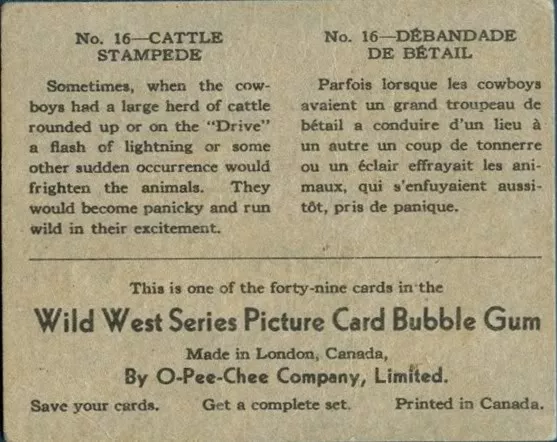 No. 16—CATTLE
STAMPEDE
Sometimes, when the cow-
boys had a large herd of cattle
rounded up or on the "Drive"
a flash of lightning or some
other sudden occurrence would
frighten the animals. They
would become panicky and run
wild in their excitement.
No. 16—DÉBANDADE
DE BÉTAIL
Parfois lorsque les cowboys
avaient un grand troupeau de
bétail a conduire d'un lieu à
un autre un coup de tonnerre
ou un éclair effrayait les ani-
maux, qui s'enfuyaient aussi-
tôt, pris de panique.
This is one of the forty-nine cards in the
Wild West Series Picture Card Bubble Gum
Made in London, Canada,
By O-Pee-Chee Company, Limited.
Save your cards. Get a complete set. Printed in Canada.